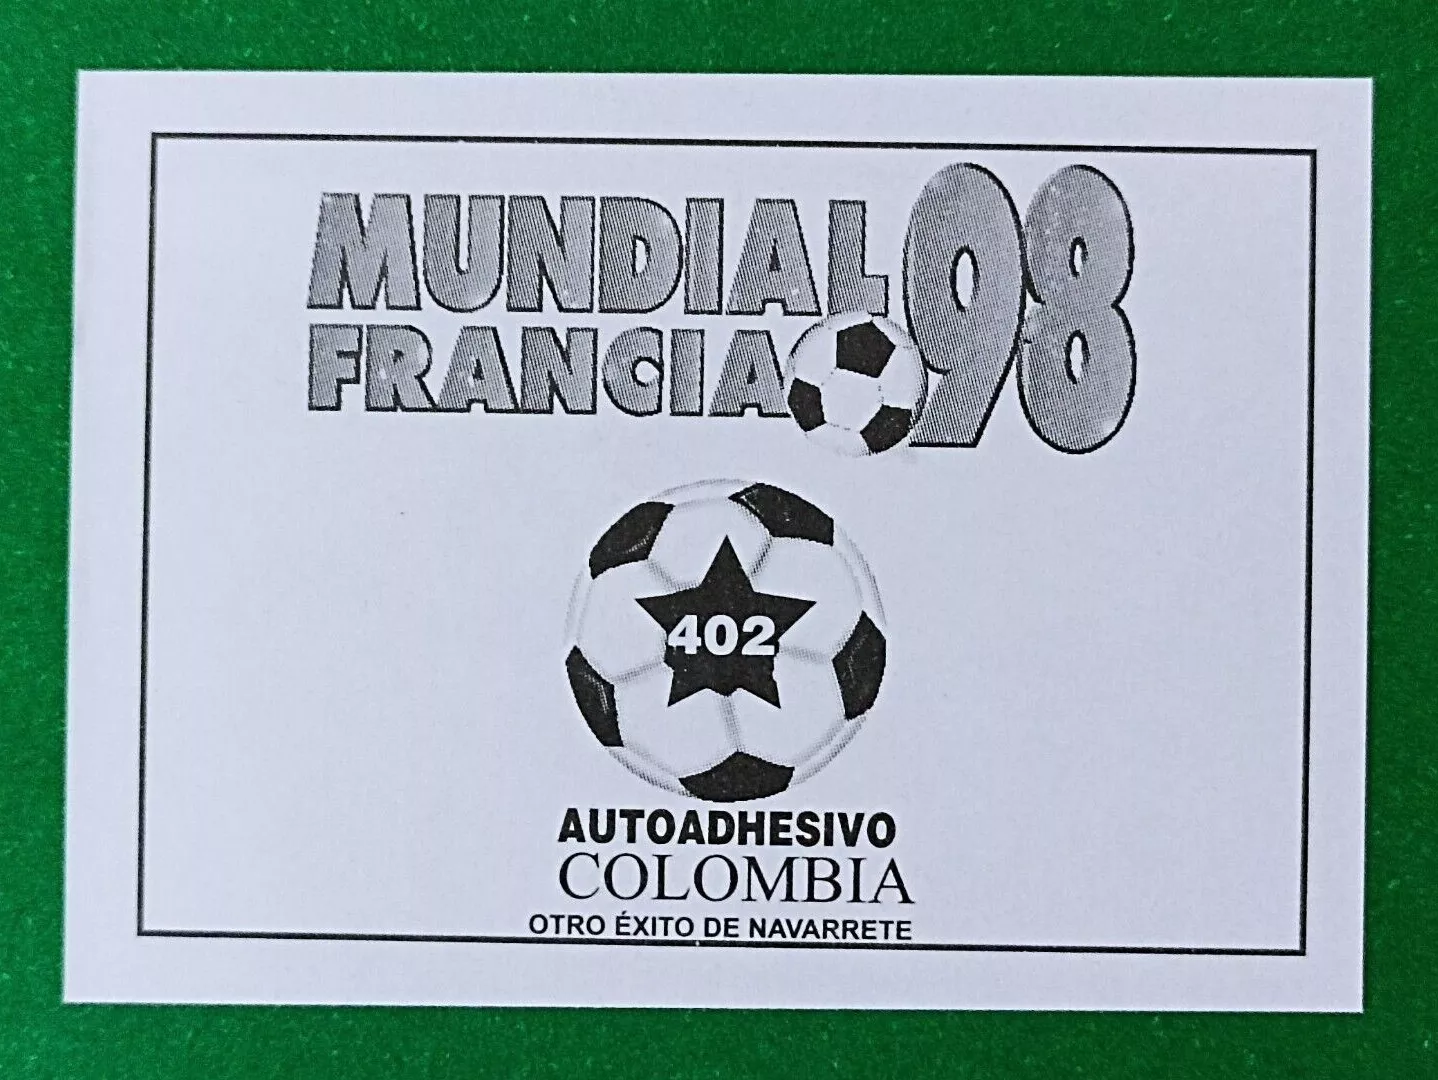 MUNDIAL 98
FRANCIA
402
AUTOADHESIVO
COLOMBIA
OTRO ÉXITO DE NAVARRETE